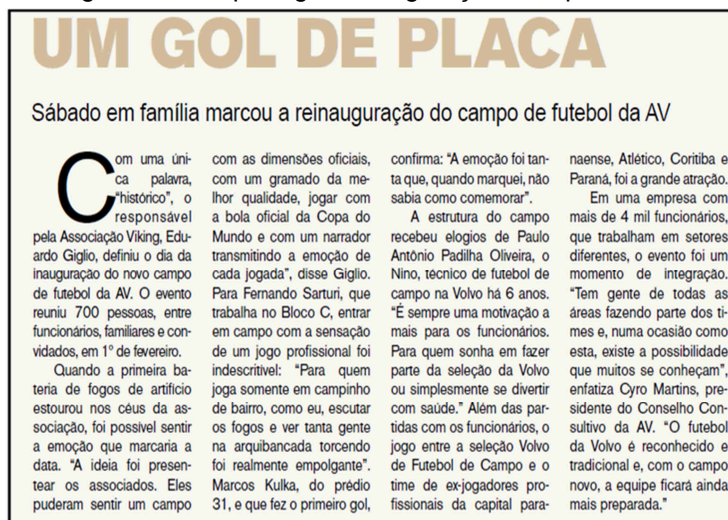 UM GOL DE PLACA
Sábado em família marcou a reinauguração do campo de futebol da AV
Com uma úni-
ca palavra,
“histórico”, o
responsável
pela Associação Viking, Edu-
ardo Giglio, definiu o dia da
inauguração do novo campo
de futebol da AV. O evento
reuniu 700 pessoas, entre
funcionários, familiares e con-
vidados, em 1º de fevereiro.
Quando a primeira ba-
teria de fogos de artifício
estourou nos céus da as-
sociação, foi possível sentir
a emoção que marcaria a
data. “A ideia foi presen-
tear os associados. Eles
puderam sentir um campo
com as dimensões oficiais,
com um gramado da me-
lhor qualidade, jogar com
a bola oficial da Copa do
Mundo e com um narrador
transmitindo a emoção de
cada jogada”, disse Giglio.
Para Fernando Sarturi, que
trabalha no Bloco C, entrar
em campo com a sensação
de um jogo profissional foi
indescritível: “Para quem
joga somente em campinho
de bairro, como eu, escutar
os fogos e ver tanta gente
na arquibancada torcendo
foi realmente empolgante”.
Marcos Kulka, do prédio
31, e que fez o primeiro gol,
confirma: “A emoção foi tan-
ta que, quando marquei, não
sabia como comemorar”.
A estrutura do campo
recebeu elogios de Paulo
Antônio Padilha Oliveira, o
Nino, técnico de futebol de
campo na Volvo há 6 anos.
“É sempre uma motivação a
mais para os funcionários.
Para quem sonha em fazer
parte da seleção da Volvo
ou simplesmente se divertir
com saúde.” Além das par-
tidas com os funcionários, o
jogo entre a seleção Volvo
de Futebol de Campo e o
time de ex-jogadores pro-
fissionais da capital para-
naense, Atlético, Coritiba e
Paraná, foi a grande atração.
Em uma empresa com
mais de 4 mil funcionários,
que trabalham em setores
diferentes, o evento foi um
momento de integração.
“Tem gente de todas as
áreas fazendo parte dos ti-
mes e, numa ocasião como
esta, existe a possibilidade
que muitos se conheçam”,
enfatiza Cyro Martins, pre-
sidente do Conselho Con-
sultivo da AV. “O futebol
da Volvo é reconhecido e
tradicional e, com o campo
novo, a equipe ficará ainda
mais preparada.”